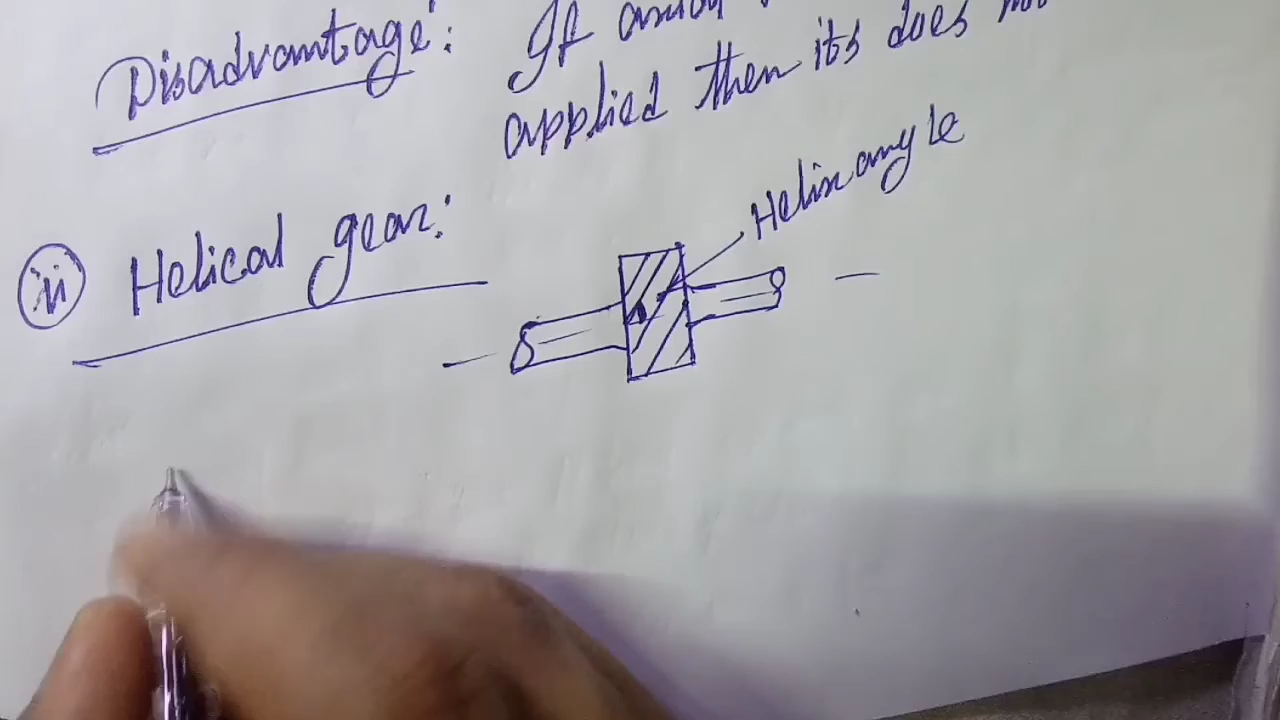 Disadvantage: If
applied then its does
Helix angle
ii Helical gear: